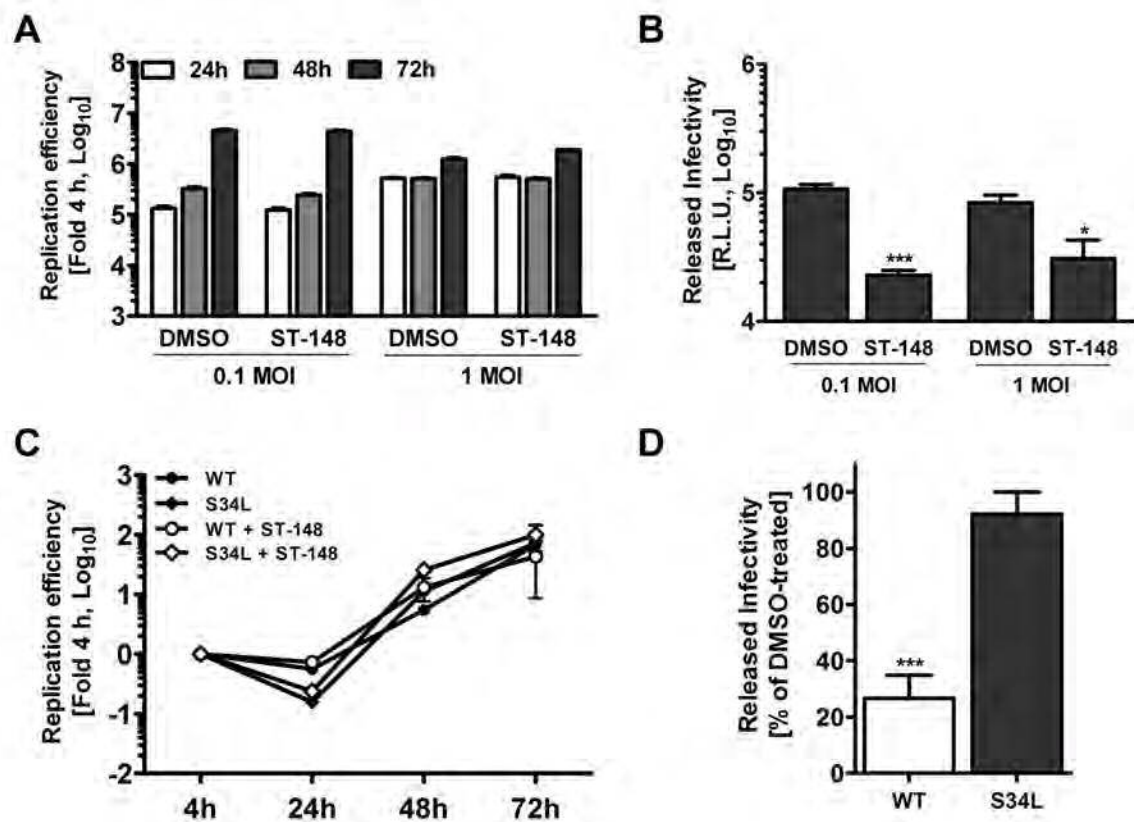 A
Replication efficiency
[Fold 4 h, Log10]
8
7
6
5
4
3
24h 48h 72h
DMSO ST-148 DMSO ST-148
0.1 MOI 1 MOI
B
Released Infectivity
[R.L.U., Log10]
6
5
4
***
*
DMSO ST-148 DMSO ST-148
0.1 MOI 1 MOI
C
Replication efficiency
[Fold 4 h, Log10]
3
2
1
0
-1
-2
WT
S34L
WT + ST-148
S34L + ST-148
4h 24h 48h 72h
D
Released Infectivity
[% of DMSO-treated]
100
80
60
40
20
0
***
WT S34L